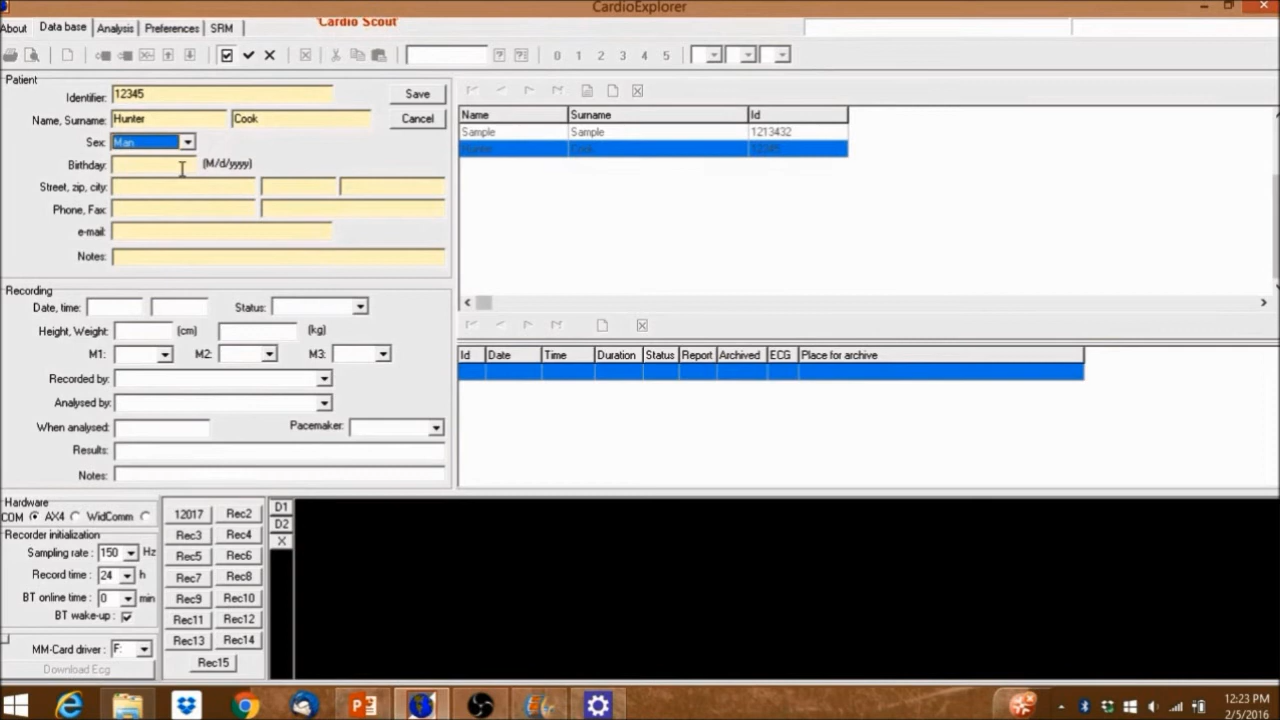 CardioExplorer
About Data base Analysis Preferences SRM 'Cardio Scout'
0 1 2 3 4 5
Patient
Identifier: 12345 Save
Name, Surname: Hunter Cook Cancel
Sex: Man
Birthday: (M/d/yyyy)
Street, zip, city:
Phone, Fax:
e-mail:
Notes:
Name Surname Id
Sample Sample 1213432
Hunter Cook 12345
Recording
Date, time: Status:
Height, Weight: (cm) (kg)
M1: M2: M3:
Recorded by:
Analysed by:
When analysed: Pacemaker:
Results:
Notes:
Id Date Time Duration Status Report Archived ECG Place for archive
Hardware
COM AX4 WidComm
Recorder initialization
Sampling rate: 150 Hz
Record time: 24 h
BT online time: 0 min
BT wake-up:
MM-Card driver: F:
Download Ecg
12017 Rec2
Rec3 Rec4
Rec5 Rec6
Rec7 Rec8
Rec9 Rec10
Rec11 Rec12
Rec13 Rec14
Rec15
D1
D2
X
12:23 PM
2/5/2016